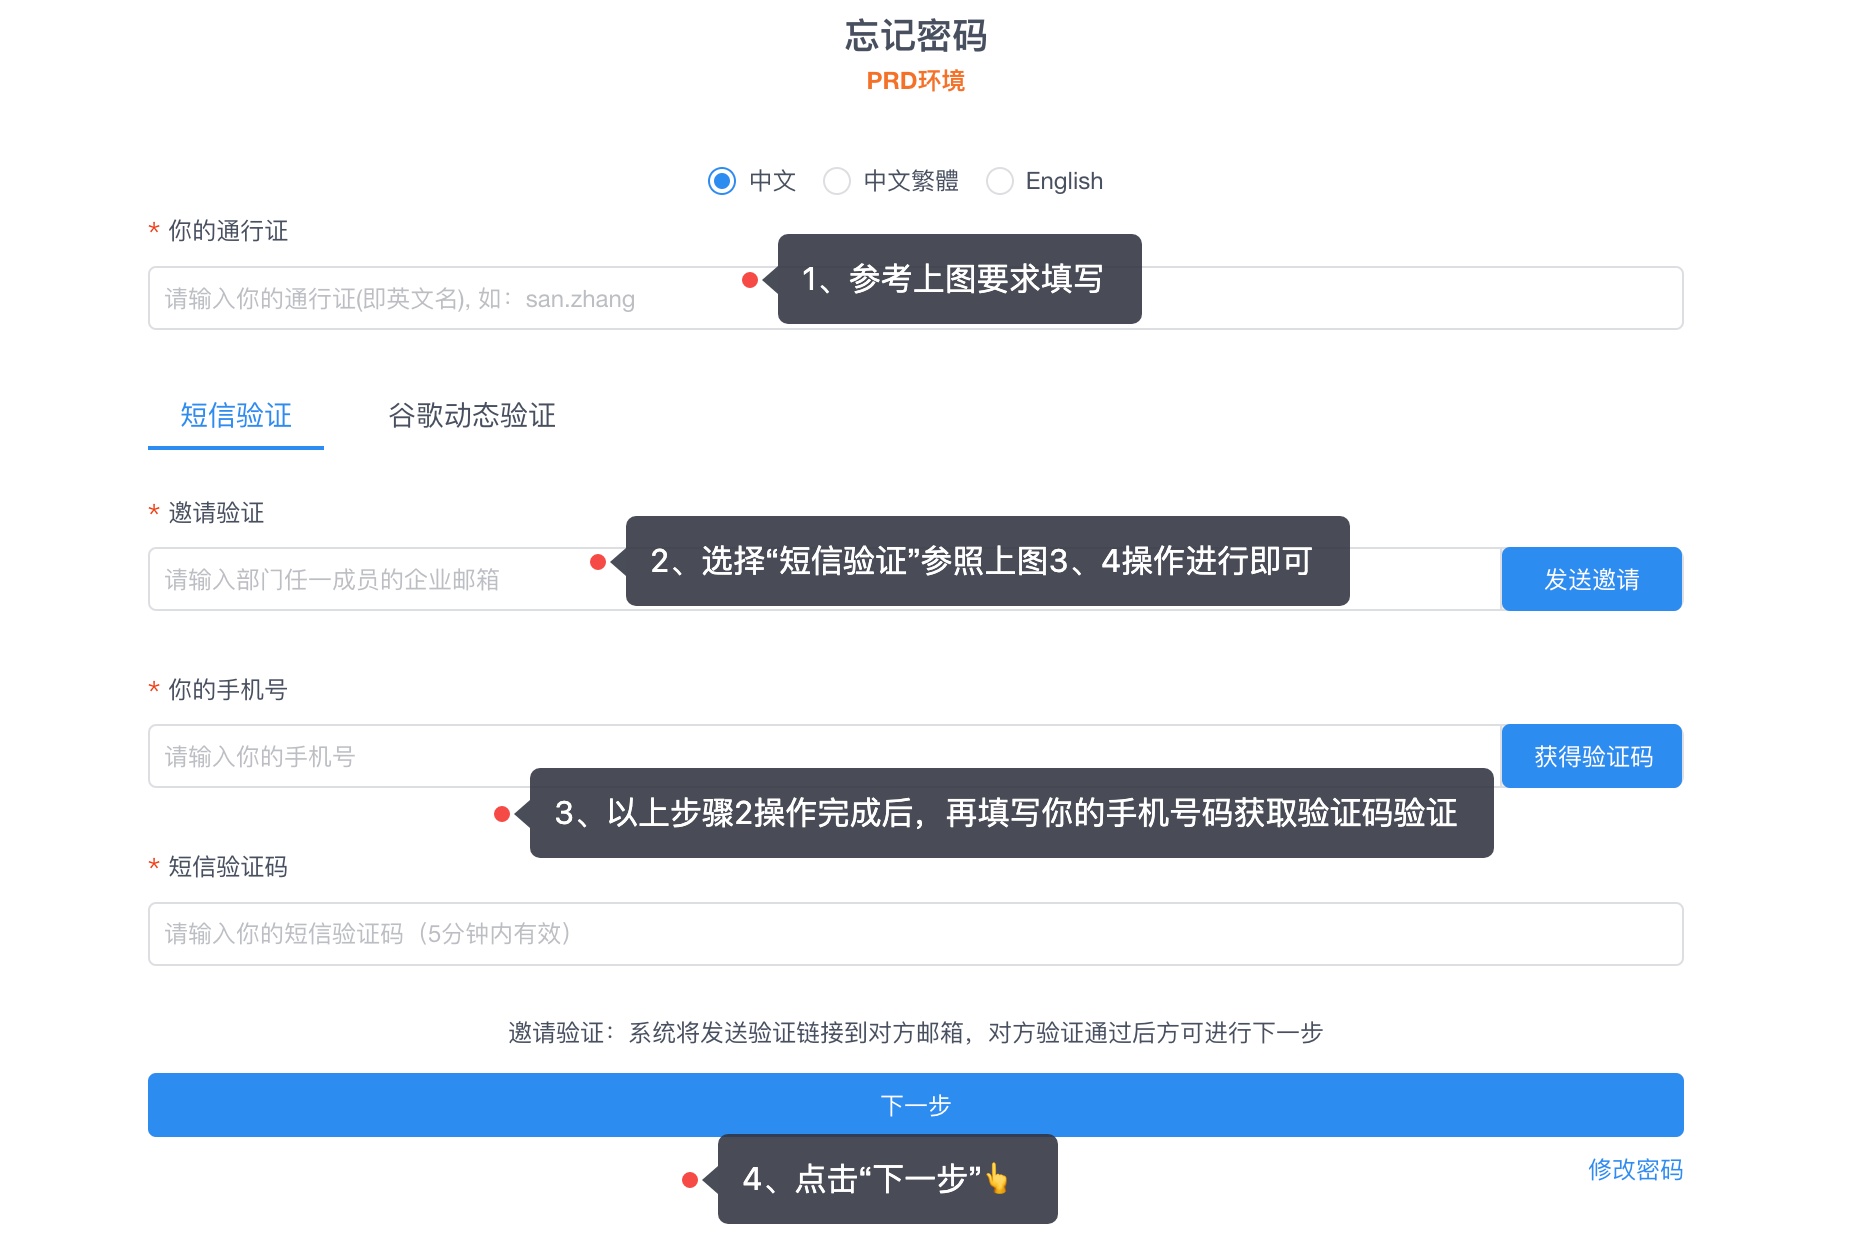 忘记密码
PRD环境
中文 中文繁體 English
* 你的通行证
请输入你的通行证(即英文名), 如：san.zhang
1、参考上图要求填写
短信验证 谷歌动态验证
* 邀请验证
请输入部门任一成员的企业邮箱
2、选择“短信验证”参照上图3、4操作进行即可
发送邀请
* 你的手机号
请输入你的手机号
获得验证码
3、以上步骤2操作完成后，再填写你的手机号码获取验证码验证
* 短信验证码
请输入你的短信验证码（5分钟内有效）
邀请验证：系统将发送验证链接到对方邮箱，对方验证通过后方可进行下一步
下一步
4、点击“下一步”👆
修改密码